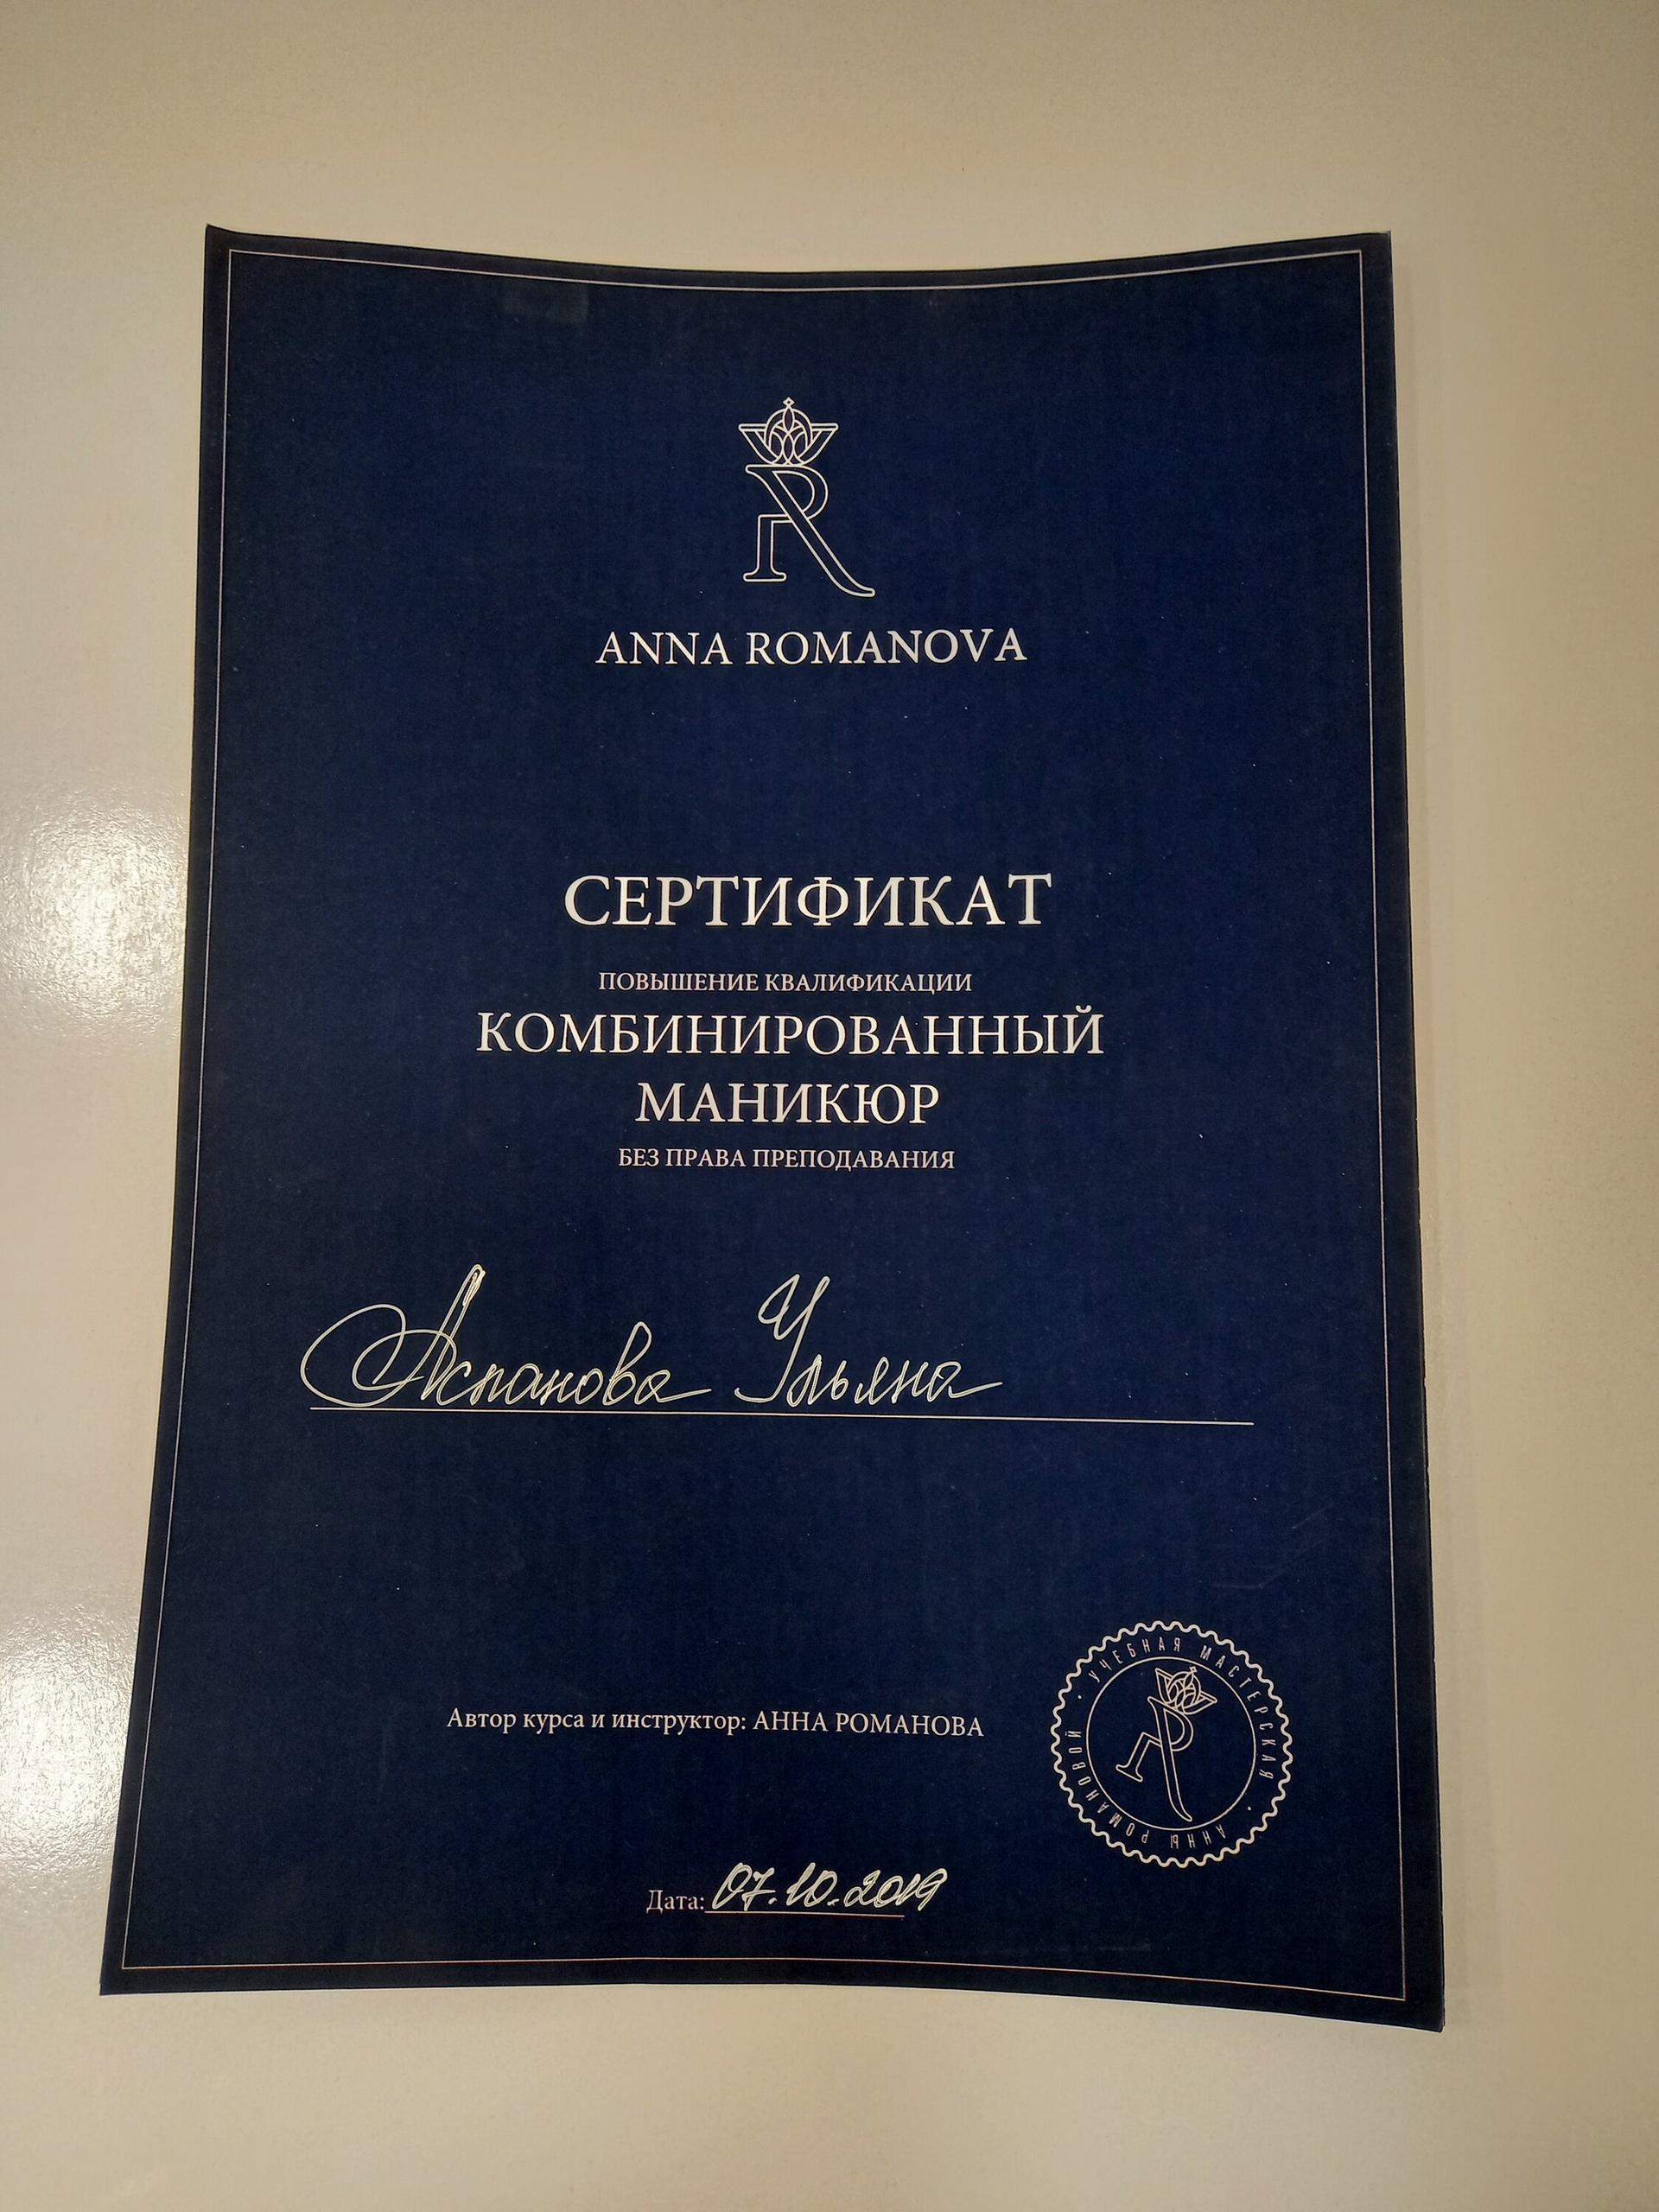 ANNA ROMANOVA
СЕРТИФИКАТ
ПОВЫШЕНИЕ КВАЛИФИКАЦИИ
КОМБИНИРОВАННЫЙ
МАНИКЮР
БЕЗ ПРАВА ПРЕПОДАВАНИЯ
Аспанова Ульяна
Автор курса и инструктор: АННА РОМАНОВА
УЧЕБНАЯ МАСТЕРСКАЯ • АННЫ РОМАНОВОЙ •
Дата: 07.10.2019